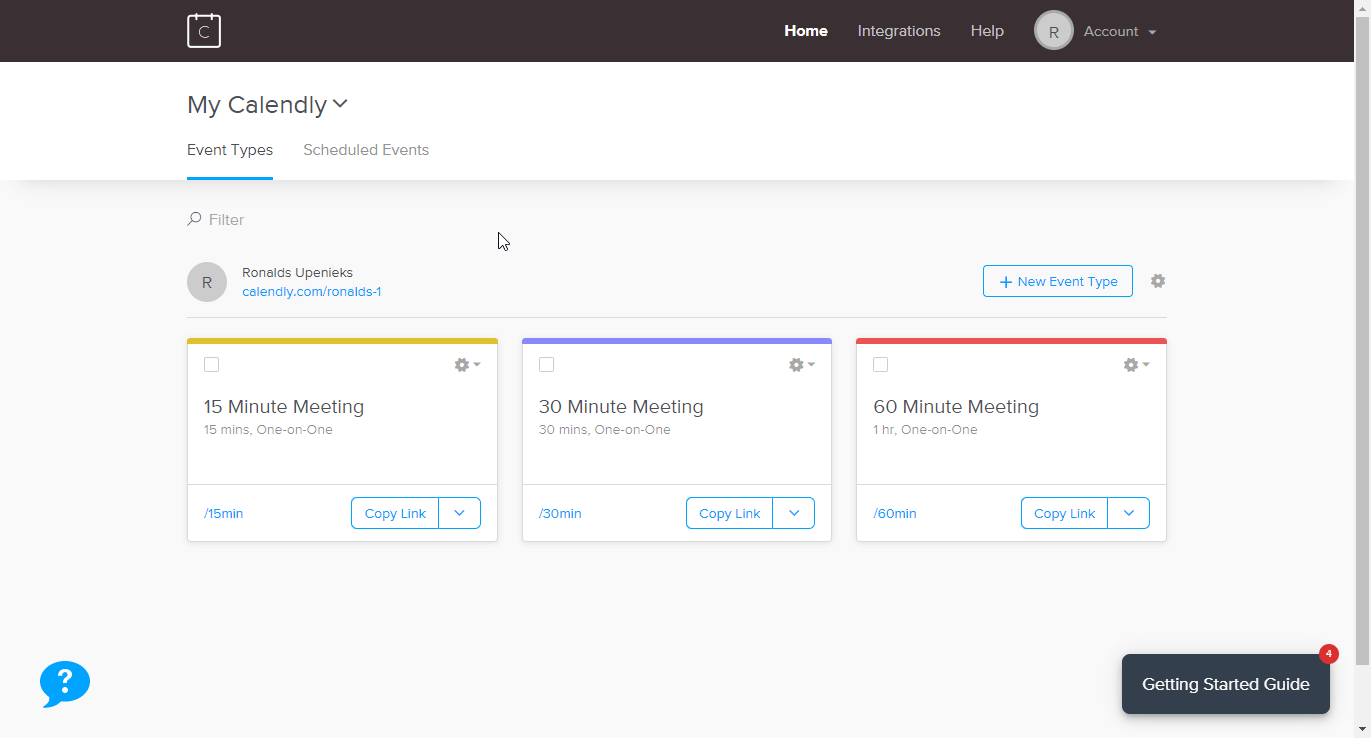 C
Home Integrations Help R Account
My Calendly
Event Types Scheduled Events
Filter
R
Ronalds Upenieks
calendly.com/ronalds-1
+ New Event Type
15 Minute Meeting
15 mins, One-on-One
/15min Copy Link
30 Minute Meeting
30 mins, One-on-One
/30min Copy Link
60 Minute Meeting
1 hr, One-on-One
/60min Copy Link
?
4
Getting Started Guide